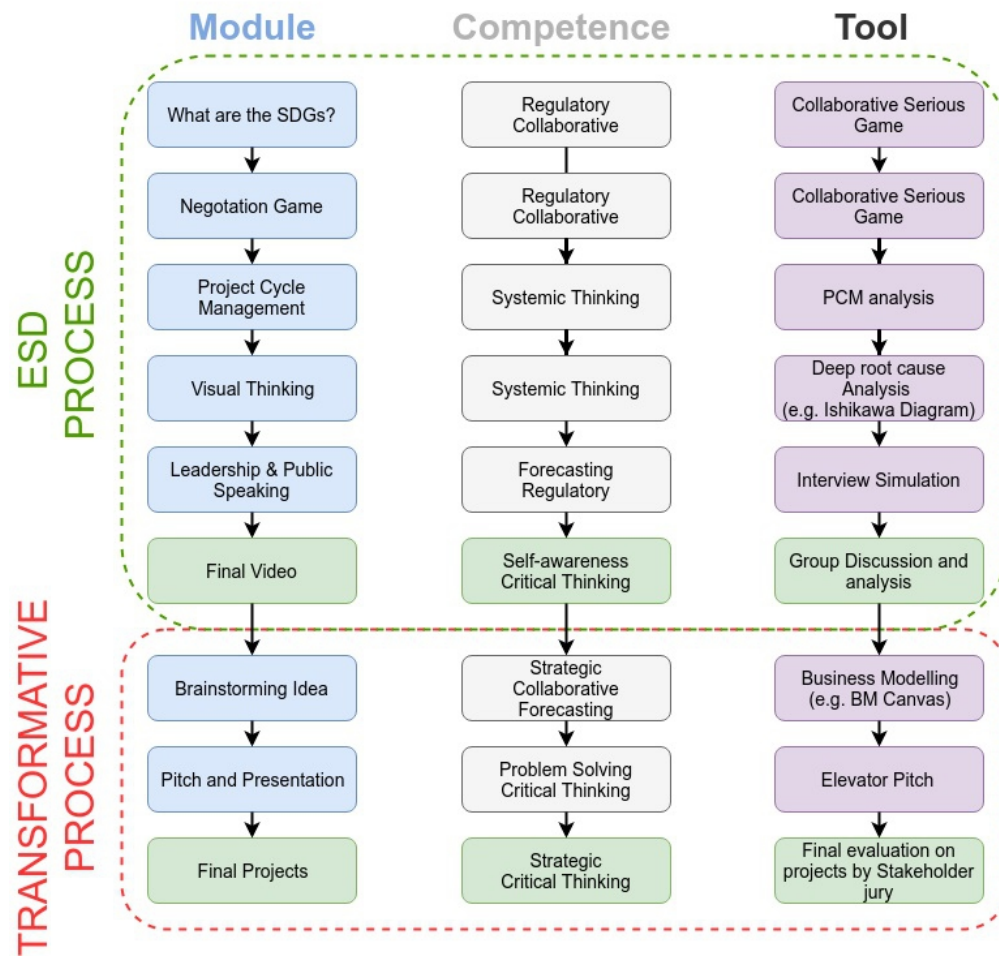 Module
Competence
Tool
ESD
PROCESS
What are the SDGs?
Regulatory
Collaborative
Collaborative Serious
Game
Negotation Game
Regulatory
Collaborative
Collaborative Serious
Game
Project Cycle
Management
Systemic Thinking
PCM analysis
Visual Thinking
Systemic Thinking
Deep root cause
Analysis
(e.g. Ishikawa Diagram)
Leadership & Public
Speaking
Forecasting
Regulatory
Interview Simulation
Final Video
Self-awareness
Critical Thinking
Group Discussion and
analysis
TRANSFORMATIVE
PROCESS
Brainstorming Idea
Strategic
Collaborative
Forecasting
Business Modelling
(e.g. BM Canvas)
Pitch and Presentation
Problem Solving
Critical Thinking
Elevator Pitch
Final Projects
Strategic
Critical Thinking
Final evaluation on
projects by Stakeholder
jury